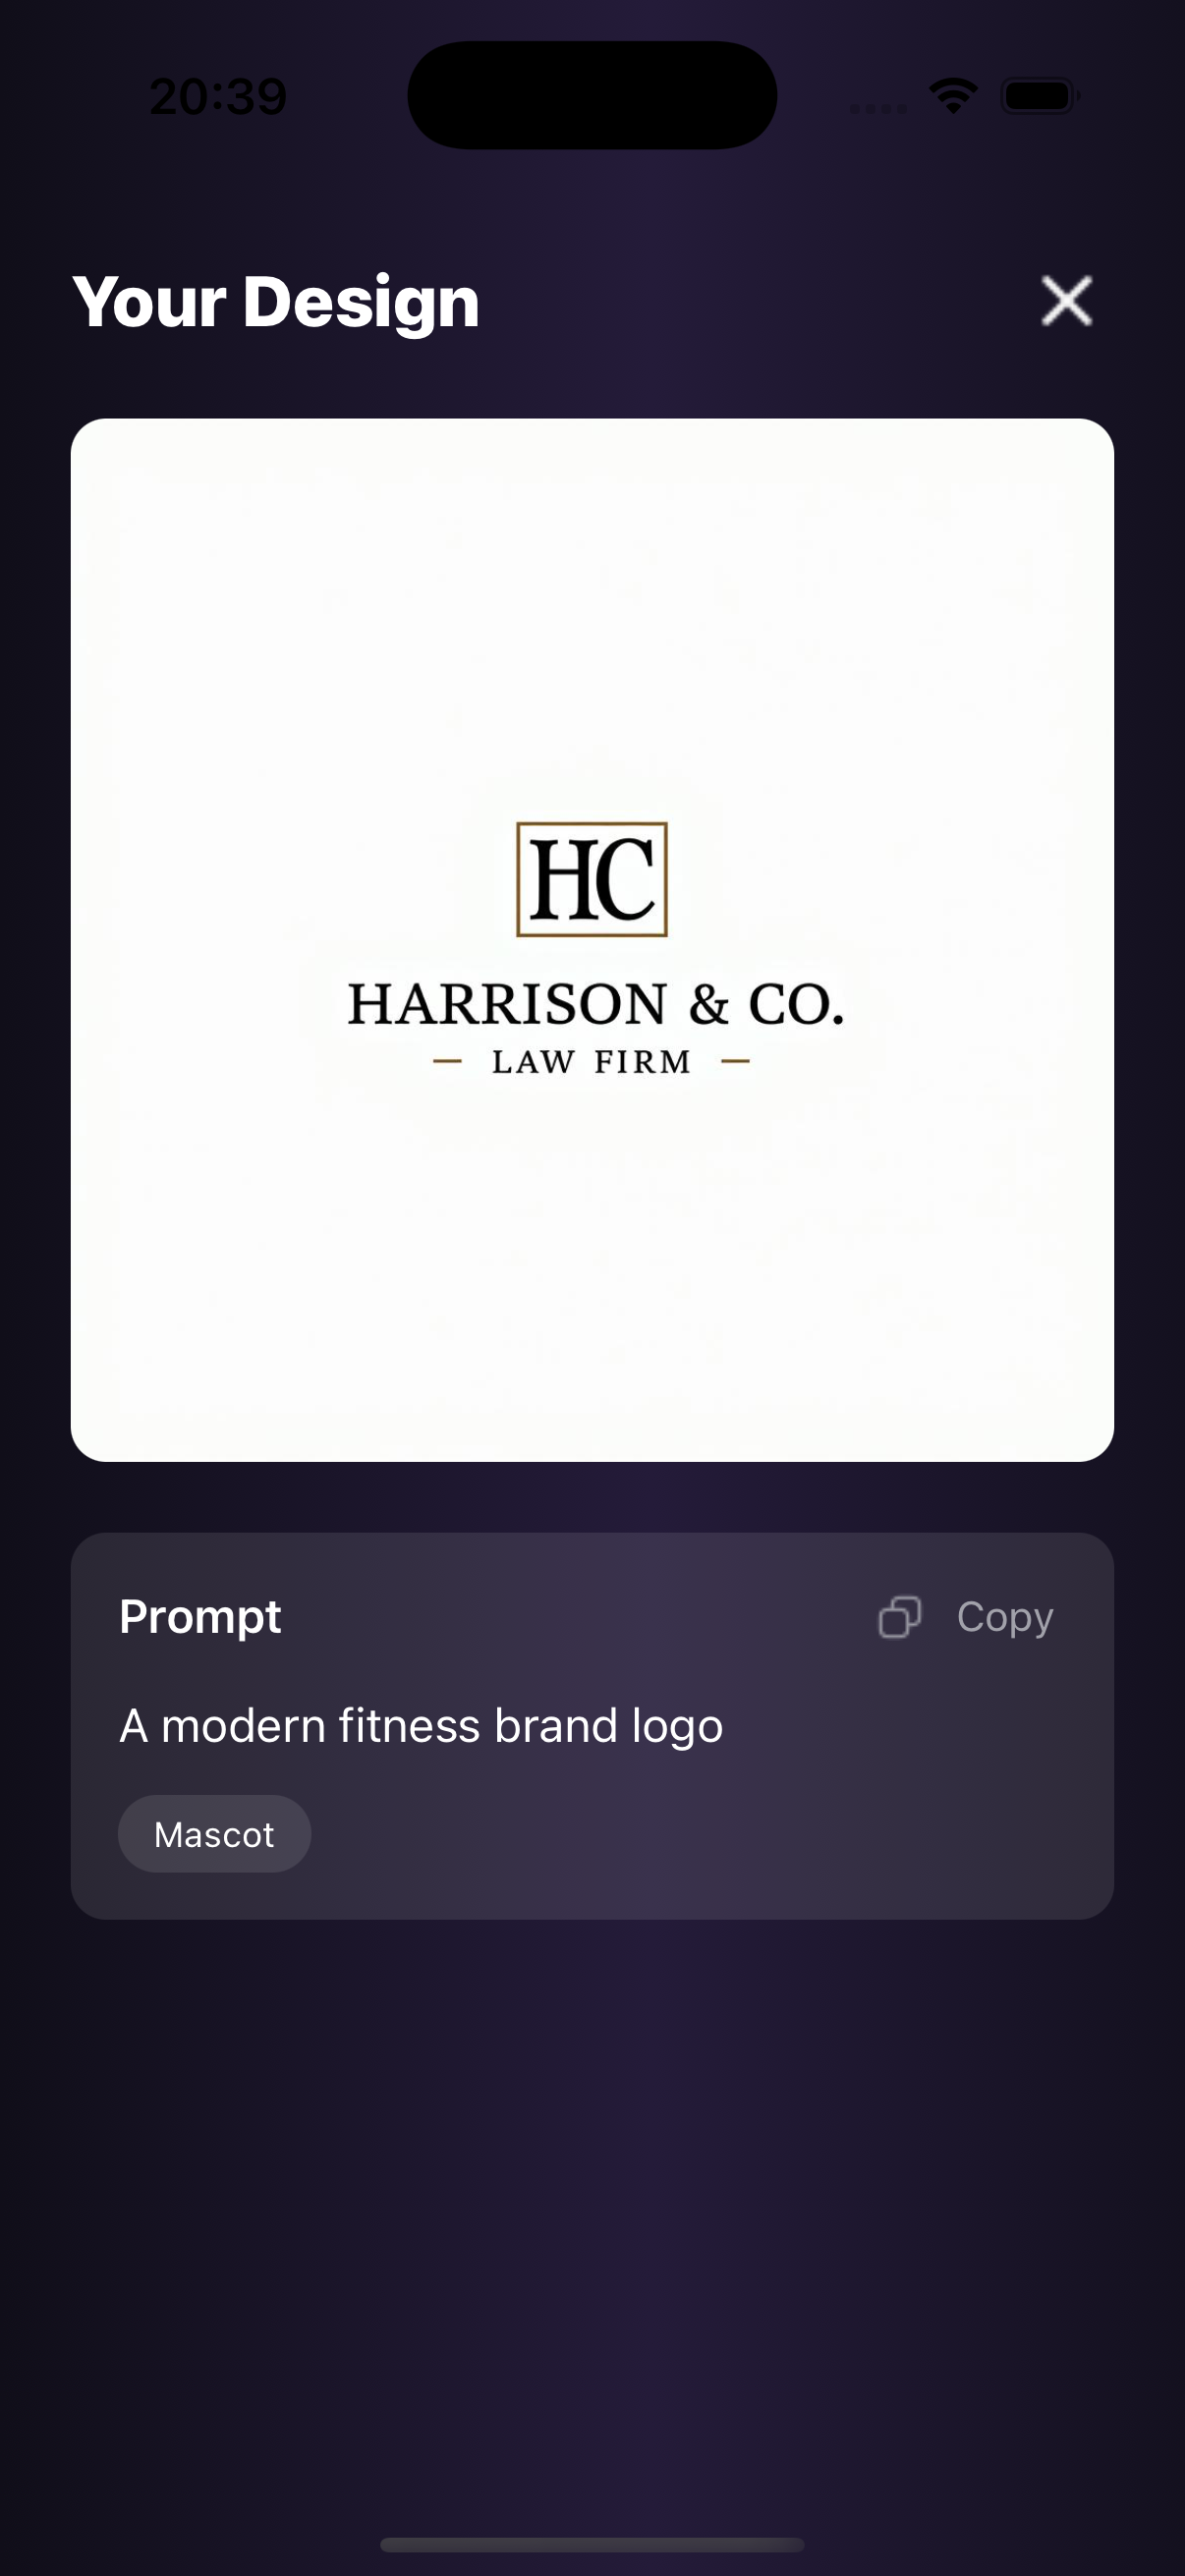 20:39
Your Design
HC
HARRISON & CO.
LAW FIRM
Prompt
Copy
A modern fitness brand logo
Mascot